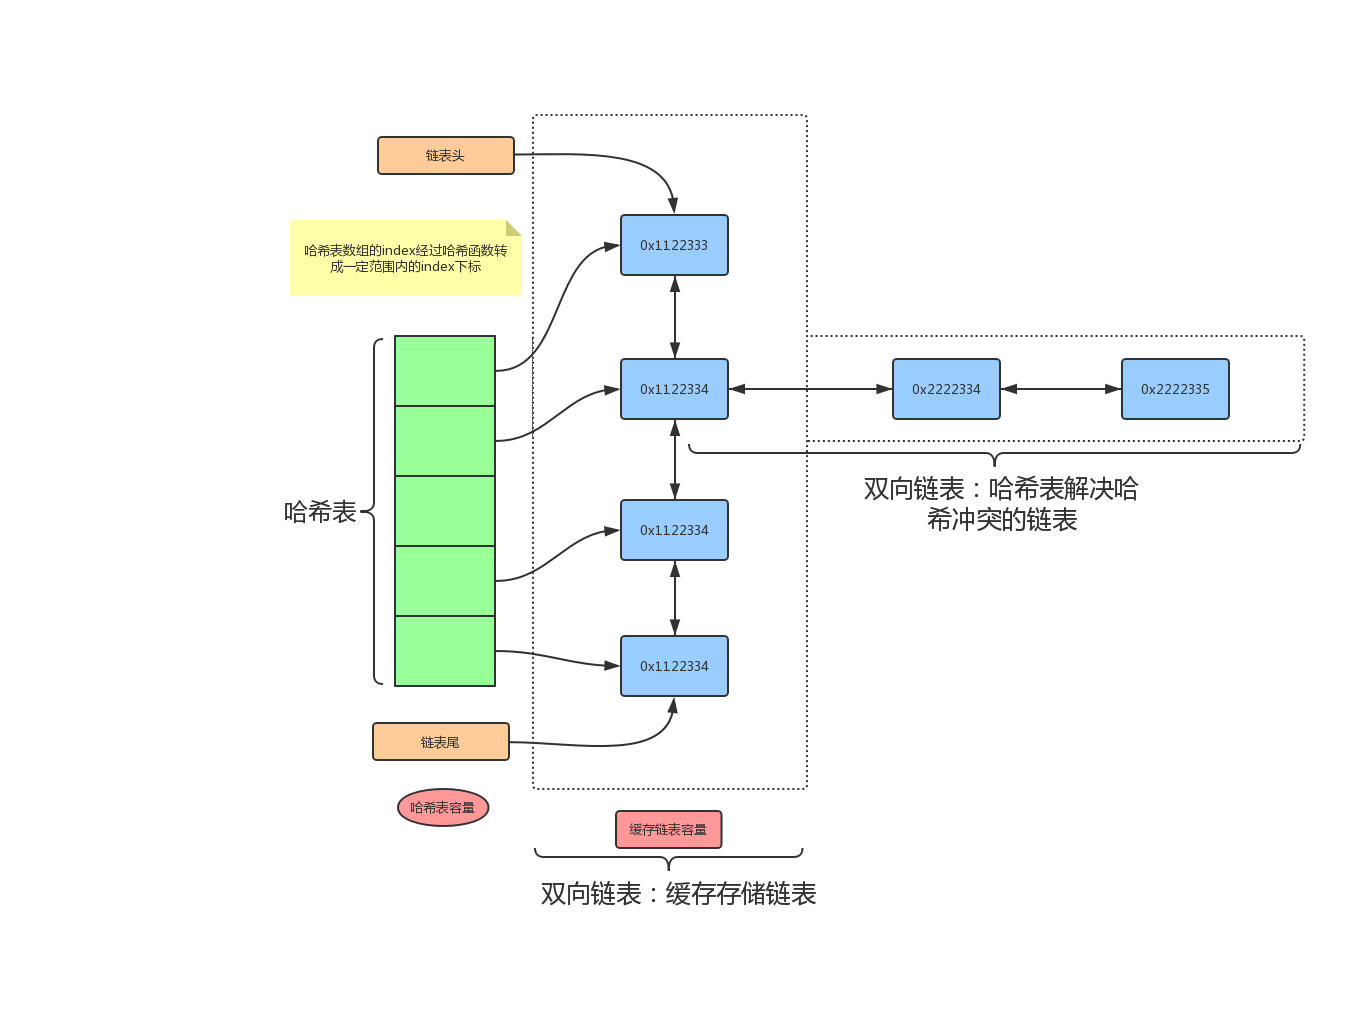 链表头
0x1122333
哈希表数组的index经过哈希函数转
成一定范围内的index下标
0x1122334
0x2222334
0x2222335
双向链表：哈希表解决哈
希冲突的链表
哈希表
0x1122334
0x1122334
链表尾
哈希表容量
缓存链表容量
双向链表：缓存存储链表